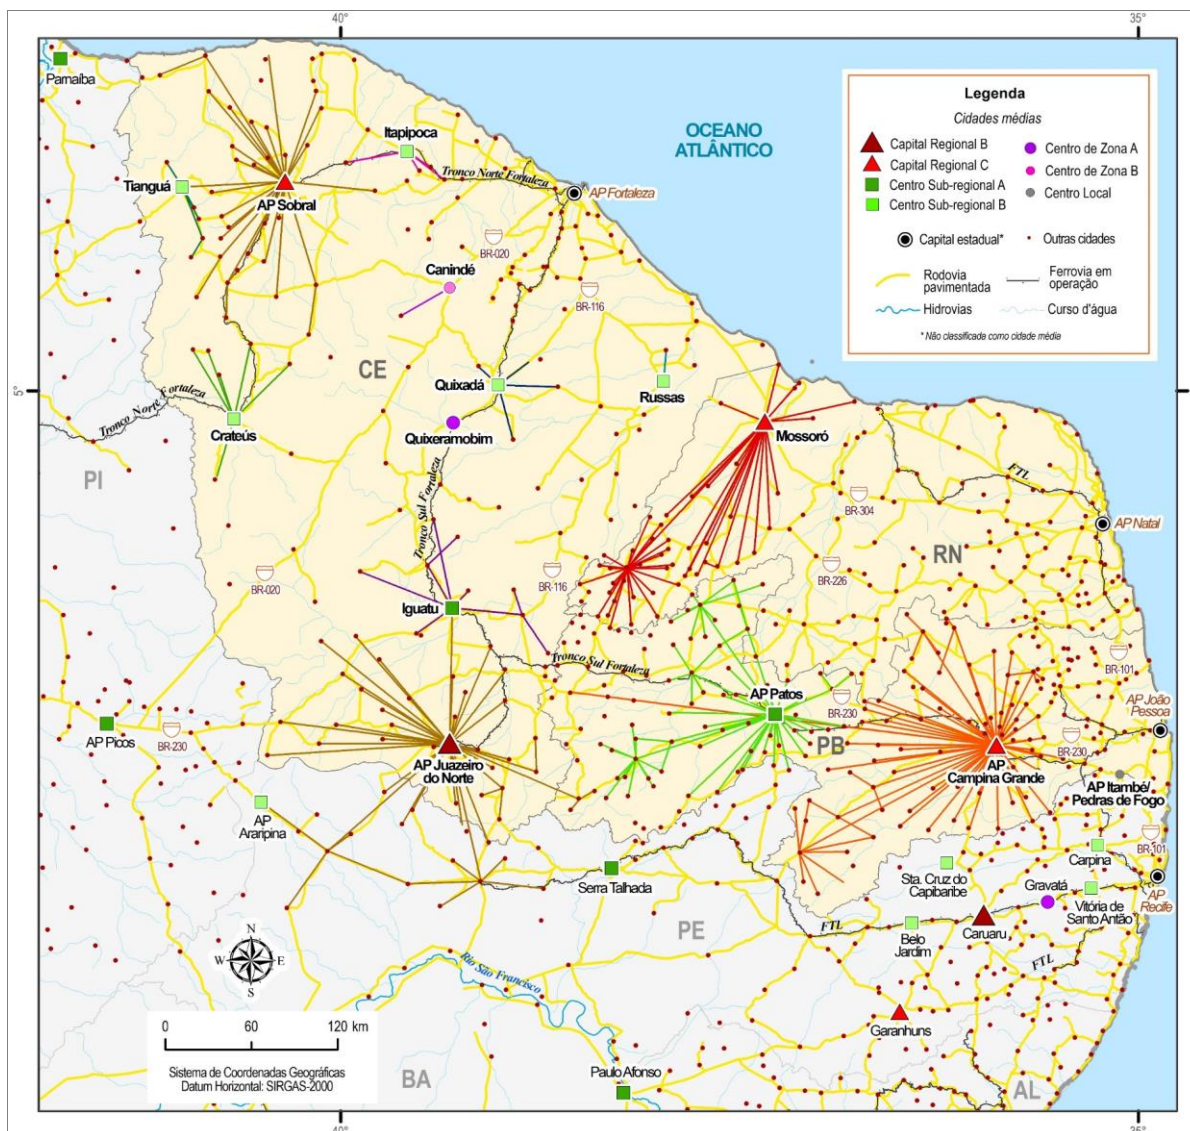 40°
35°
Parnaíba
Itapipoca
Tianguá
AP Sobral
Tronco Norte Fortaleza
AP Fortaleza
OCEANO
ATLÂNTICO
Legenda
Cidades médias
Capital Regional B
Capital Regional C
Centro Sub-regional A
Centro Sub-regional B
Centro de Zona A
Centro de Zona B
Centro Local
Capital estadual*
Outras cidades
Rodovia
pavimentada
Ferrovia em
operação
Hidrovias
Curso d'água
* Não classificada como cidade média
BR-020
Canindé
BR-116
CE
5°
Quixadá
Russas
Tronco Norte Fortaleza
Crateús
Quixeramobim
Mossoró
PI
Tronco Sul Fortaleza
FTL
BR-304
AP Natal
RN
BR-020
BR-116
BR-226
Iguatu
Tronco Sul Fortaleza
BR-101
AP Patos
BR-230
AP João
Pessoa
AP Picos
BR-230
AP Juazeiro
do Norte
PB
BR-230
AP
Campina Grande
AP Itambé/
Pedras de Fogo
AP
Araripina
BR-101
Carpina
Serra Talhada
Sta. Cruz do
Capibaribe
Gravatá
Vitória de
Santo Antão
AP
Recife
PE
FTL
Belo
Jardim
Caruaru
FTL
N
W
E
S
Rio São Francisco
Garanhuns
0
60
120 km
Sistema de Coordenadas Geográficas
Datum Horizontal: SIRGAS-2000
BA
Paulo Afonso
AL
40°
35°